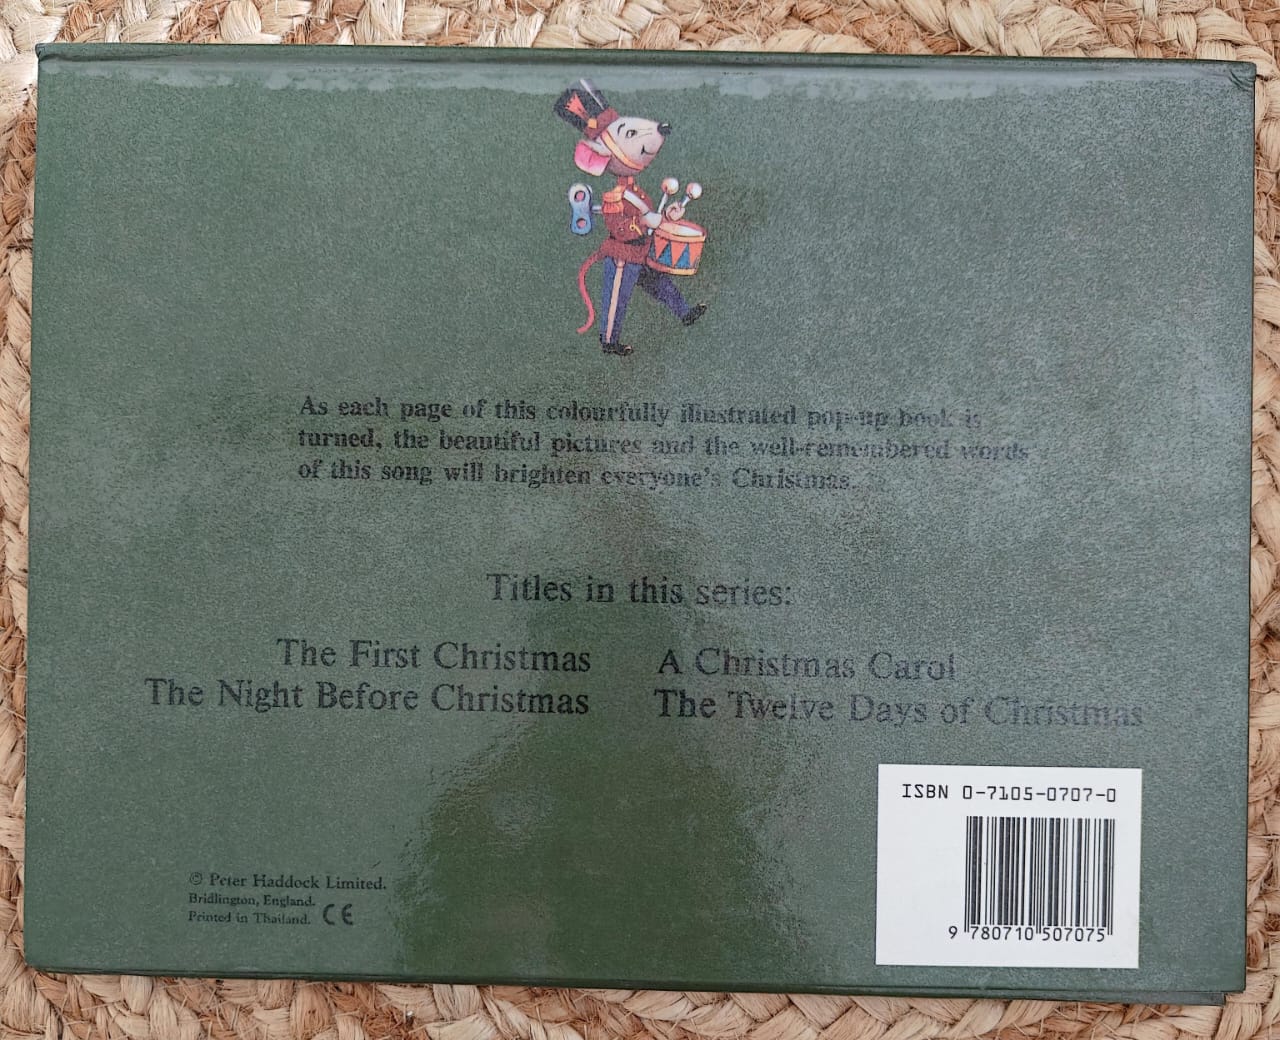 As each page of this colourfully illustrated pop-up book is
turned, the beautiful pictures and the well-remembered words
of this song will brighten everyone's Christmas.
Titles in this series:
The First Christmas
The Night Before Christmas
A Christmas Carol
The Twelve Days of Christmas
© Peter Haddock Limited.
Bridlington, England.
Printed in Thailand. CE
ISBN 0-7105-0707-0
9 780710 507075